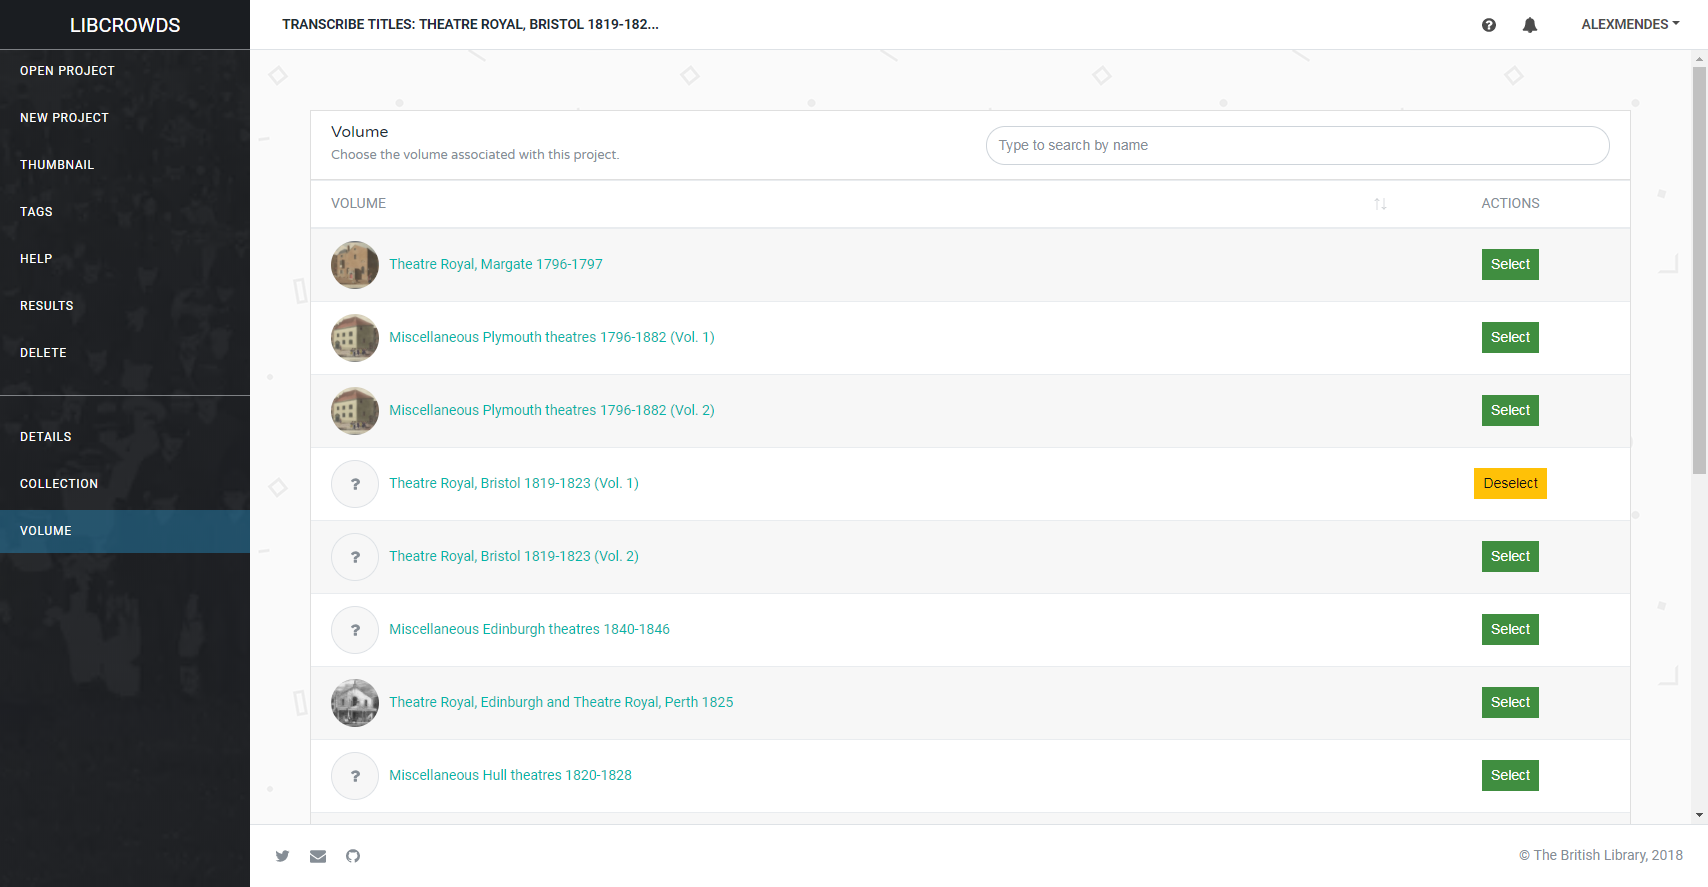 LIBCROWDS
TRANSCRIBE TITLES: THEATRE ROYAL, BRISTOL 1819-182...
ALEXMENDES
OPEN PROJECT
NEW PROJECT
THUMBNAIL
TAGS
HELP
RESULTS
DELETE
DETAILS
COLLECTION
VOLUME
Volume
Choose the volume associated with this project.
Type to search by name
VOLUME ACTIONS
Theatre Royal, Margate 1796-1797 Select
Miscellaneous Plymouth theatres 1796-1882 (Vol. 1) Select
Miscellaneous Plymouth theatres 1796-1882 (Vol. 2) Select
? Theatre Royal, Bristol 1819-1823 (Vol. 1) Deselect
? Theatre Royal, Bristol 1819-1823 (Vol. 2) Select
? Miscellaneous Edinburgh theatres 1840-1846 Select
Theatre Royal, Edinburgh and Theatre Royal, Perth 1825 Select
? Miscellaneous Hull theatres 1820-1828 Select
© The British Library, 2018